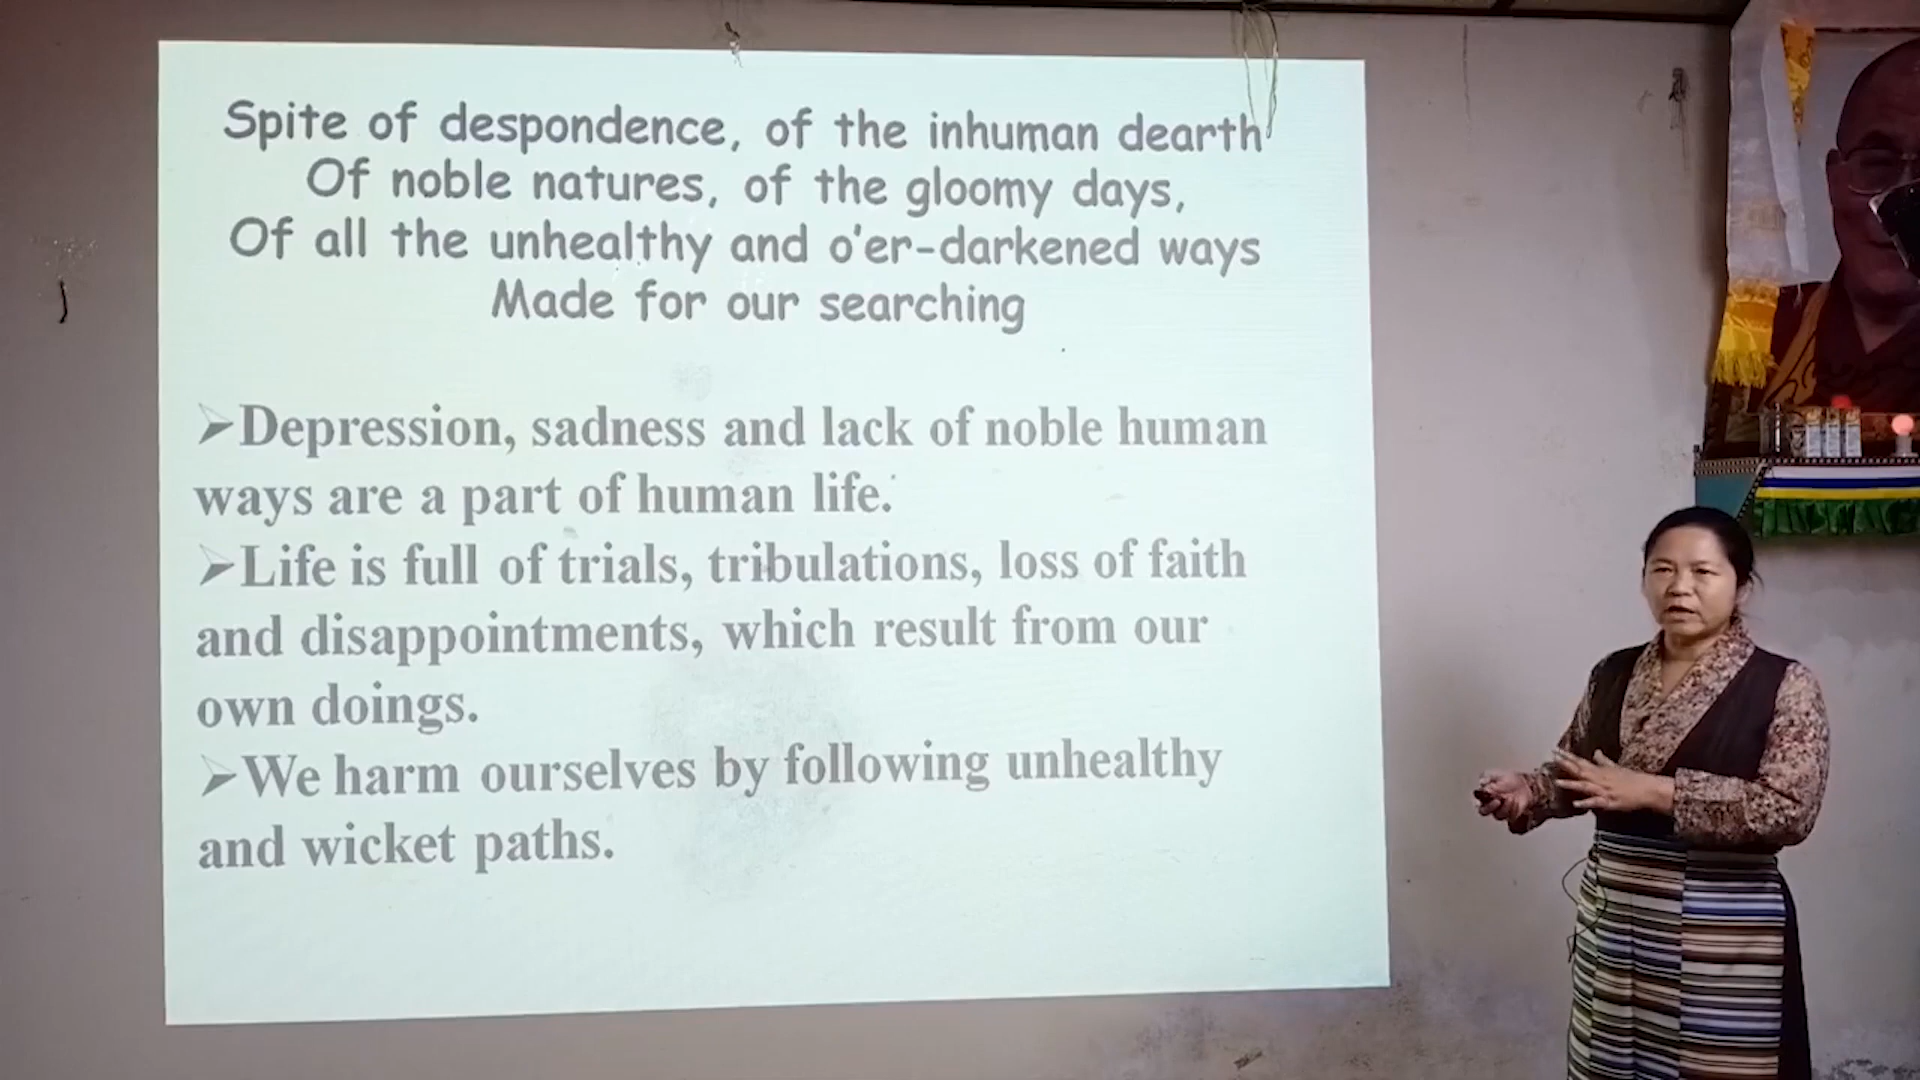 Spite of despondence, of the inhuman dearth
Of noble natures, of the gloomy days,
Of all the unhealthy and o'er-darkened ways
Made for our searching
➢Depression, sadness and lack of noble human
ways are a part of human life.
➢Life is full of trials, tribulations, loss of faith
and disappointments, which result from our
own doings.
➢We harm ourselves by following unhealthy
and wicket paths.